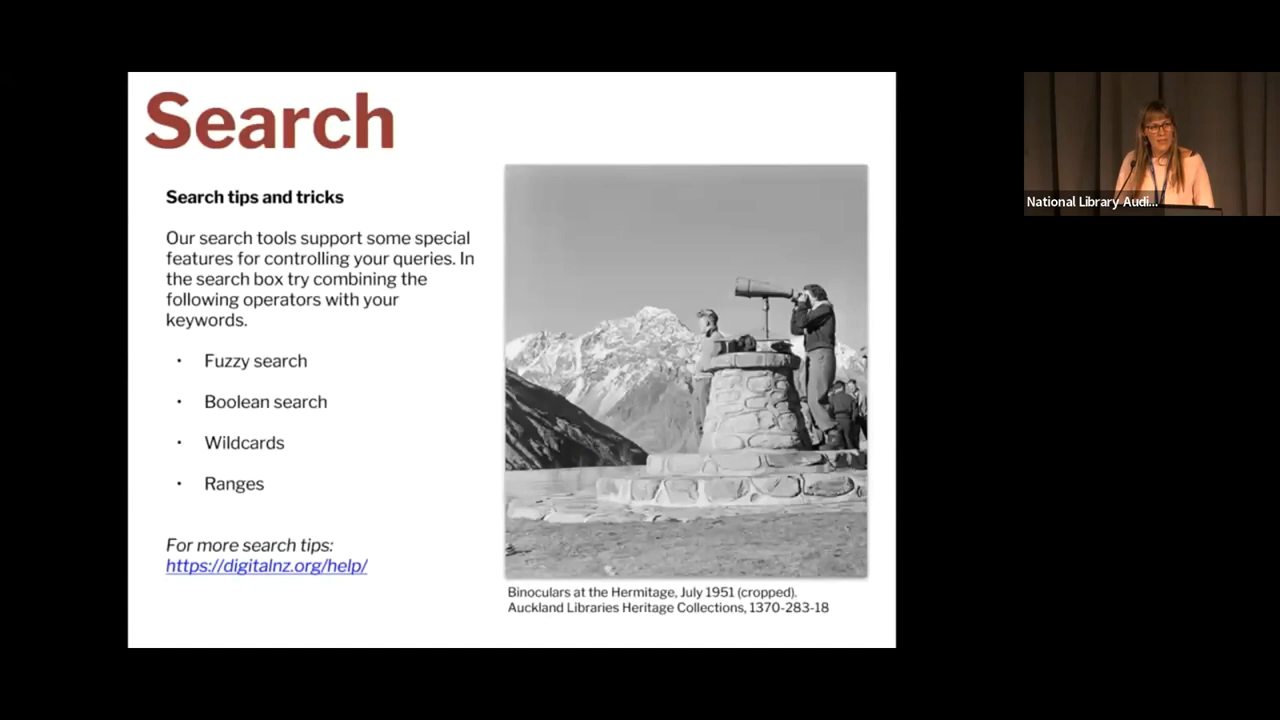 Search
Search tips and tricks
Our search tools support some special
features for controlling your queries. In
the search box try combining the
following operators with your
keywords.
• Fuzzy search
• Boolean search
• Wildcards
• Ranges
For more search tips:
https://digitalnz.org/help/
Binoculars at the Hermitage, July 1951 (cropped).
Auckland Libraries Heritage Collections, 1370-283-18
National Library Audi...